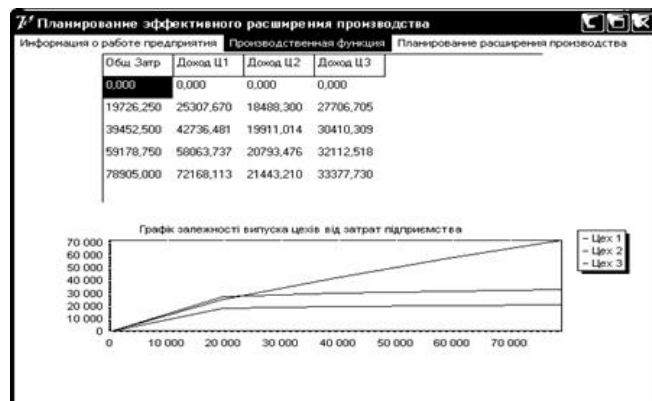 Планирование эффективного расширения производства
Информация о работе предприятия Производственная функция Планирование расширения производства
Общ Затр Доход Ц1 Доход Ц2 Доход Ц3
0,000 0,000 0,000 0,000
19726,250 25307,670 18488,300 27706,705
39452,500 42736,481 19911,014 30410,309
59178,750 58063,737 20793,476 32112,518
78905,000 72168,113 21443,210 33377,730
Графік залежності випуска цехів від затрат підприємства
70 000
60 000
50 000
40 000
30 000
20 000
10 000
0
0 10 000 20 000 30 000 40 000 50 000 60 000 70 000
Цех 1
Цех 2
Цех 3